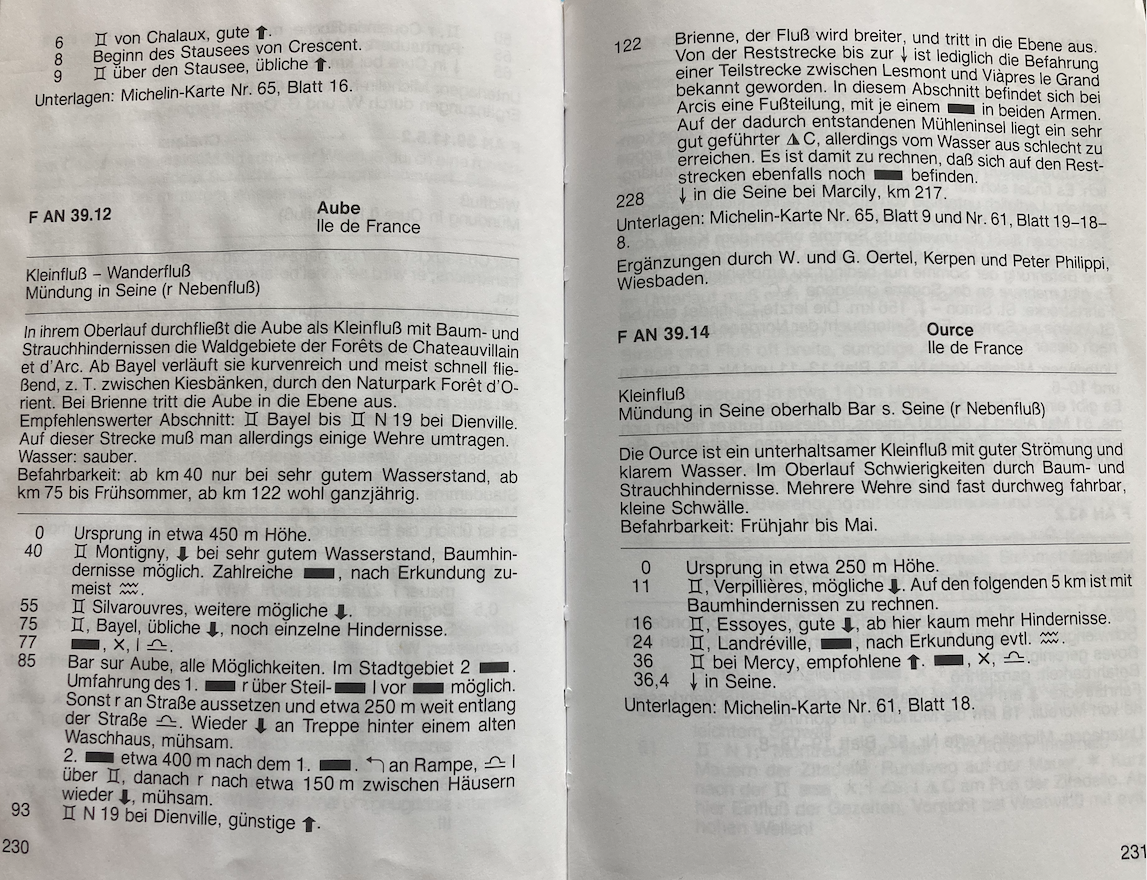 6 ♊ von Chalaux, gute ⬆.
8 Beginn des Stausees von Crescent.
9 ♊ über den Stausee, übliche ⬆.
Unterlagen: Michelin-Karte Nr. 65, Blatt 16.
F AN 39.12 Aube
Ile de France
Kleinfluß – Wanderfluß
Mündung in Seine (r Nebenfluß)
In ihrem Oberlauf durchfließt die Aube als Kleinfluß mit Baum- und
Strauchhindernissen die Waldgebiete der Forêts de Chateauvillain
et d'Arc. Ab Bayel verläuft sie kurvenreich und meist schnell flie-
ßend, z. T. zwischen Kiesbänken, durch den Naturpark Forêt d'O-
rient. Bei Brienne tritt die Aube in die Ebene aus.
Empfehlenswerter Abschnitt: ♊ Bayel bis ♊ N 19 bei Dienville.
Auf dieser Strecke muß man allerdings einige Wehre umtragen.
Wasser: sauber.
Befahrbarkeit: ab km 40 nur bei sehr gutem Wasserstand, ab
km 75 bis Frühsommer, ab km 122 wohl ganzjährig.
0 Ursprung in etwa 450 m Höhe.
40 ♊ Montigny, ⬇ bei sehr gutem Wasserstand, Baumhin-
dernisse möglich. Zahlreiche ▬, nach Erkundung zu-
meist ⩰.
55 ♊ Silvarouvres, weitere mögliche ⬇.
75 ♊, Bayel, übliche ⬇, noch einzelne Hindernisse.
77 ▬, X, l ♎.
85 Bar sur Aube, alle Möglichkeiten. Im Stadtgebiet 2 ▬.
Umfahrung des 1. ▬ r über Steil-▬ l vor ▬ möglich.
Sonst r an Straße aussetzen und etwa 250 m weit entlang
der Straße ♎. Wieder ⬇ an Treppe hinter einem alten
Waschhaus, mühsam.
2. ▬ etwa 400 m nach dem 1. ▬. ↰ an Rampe, ♎ l
über ♊, danach r nach etwa 150 m zwischen Häusern
wieder ⬇, mühsam.
93 ♊ N 19 bei Dienville, günstige ⬆.
230
122 Brienne, der Fluß wird breiter, und tritt in die Ebene aus.
Von der Reststrecke bis zur ↓ ist lediglich die Befahrung
einer Teilstrecke zwischen Lesmont und Viàpres le Grand
bekannt geworden. In diesem Abschnitt befindet sich bei
Arcis eine Fußteilung, mit je einem ▬ in beiden Armen.
Auf der dadurch entstandenen Mühleninsel liegt ein sehr
gut geführter ▲ C, allerdings vom Wasser aus schlecht zu
erreichen. Es ist damit zu rechnen, daß sich auf den Rest-
strecken ebenfalls noch ▬ befinden.
228 ↓ in die Seine bei Marcily, km 217.
Unterlagen: Michelin-Karte Nr. 65, Blatt 9 und Nr. 61, Blatt 19–18–
8.
Ergänzungen durch W. und G. Oertel, Kerpen und Peter Philippi,
Wiesbaden.
F AN 39.14 Ource
Ile de France
Kleinfluß
Mündung in Seine oberhalb Bar s. Seine (r Nebenfluß)
Die Ource ist ein unterhaltsamer Kleinfluß mit guter Strömung und
klarem Wasser. Im Oberlauf Schwierigkeiten durch Baum- und
Strauchhindernisse. Mehrere Wehre sind fast durchweg fahrbar,
kleine Schwälle.
Befahrbarkeit: Frühjahr bis Mai.
0 Ursprung in etwa 250 m Höhe.
11 ♊, Verpillières, mögliche ⬇. Auf den folgenden 5 km ist mit
Baumhindernissen zu rechnen.
16 ♊, Essoyes, gute ⬇, ab hier kaum mehr Hindernisse.
24 ♊, Landréville, ▬, nach Erkundung evtl. ⩰.
36 ♊ bei Mercy, empfohlene ⬆. ▬, X, ♎.
36,4 ↓ in Seine.
Unterlagen: Michelin-Karte Nr. 61, Blatt 18.
231